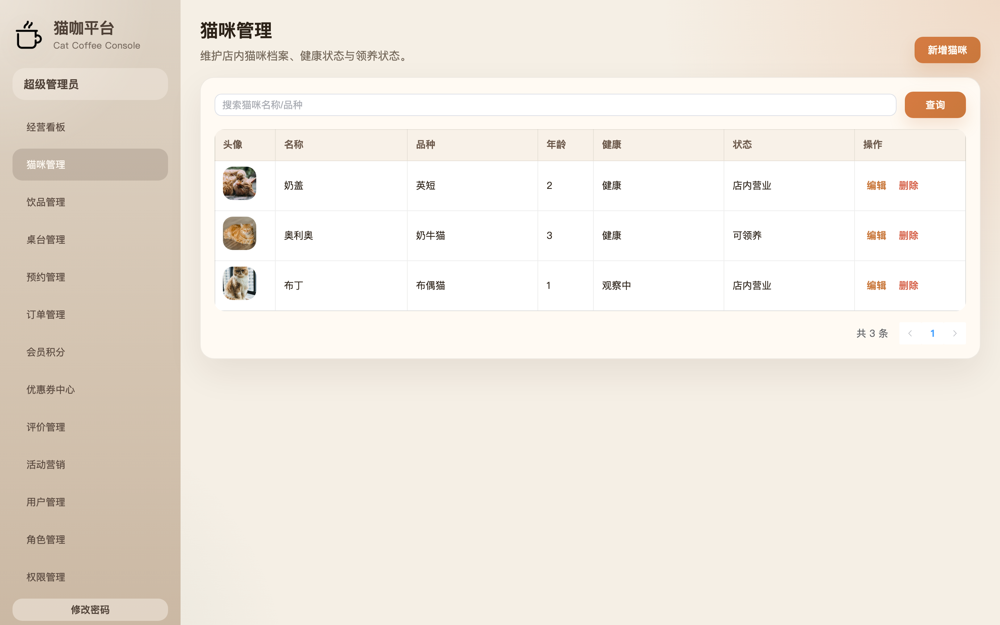 猫咖平台
Cat Coffee Console
超级管理员
经营看板
猫咪管理
饮品管理
桌台管理
预约管理
订单管理
会员积分
优惠券中心
评价管理
活动营销
用户管理
角色管理
权限管理
修改密码
猫咪管理
维护店内猫咪档案、健康状态与领养状态。
新增猫咪
搜索猫咪名称/品种
查询
头像 名称 品种 年龄 健康 状态 操作
奶盖 英短 2 健康 店内营业 编辑 删除
奥利奥 奶牛猫 3 健康 可领养 编辑 删除
布丁 布偶猫 1 观察中 店内营业 编辑 删除
共 3 条 1